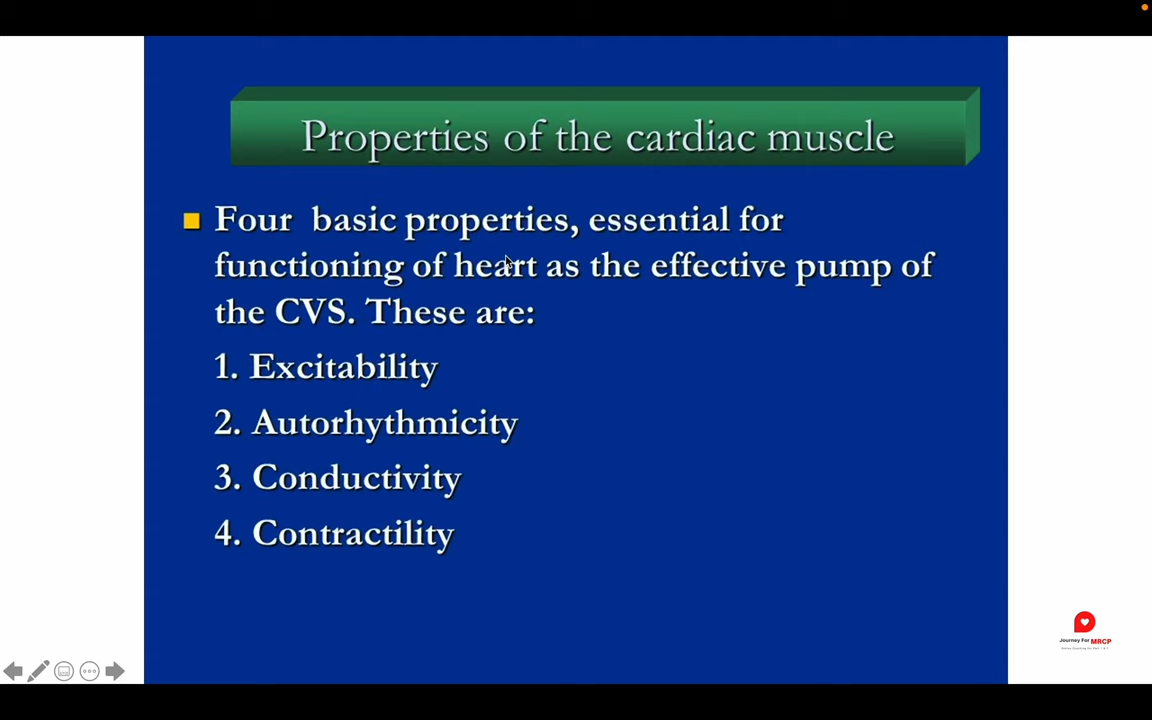 Properties of the cardiac muscle
Four basic properties, essential for
functioning of heart as the effective pump of
the CVS. These are:
1. Excitability
2. Autorhythmicity
3. Conductivity
4. Contractility
Journey For MRCP